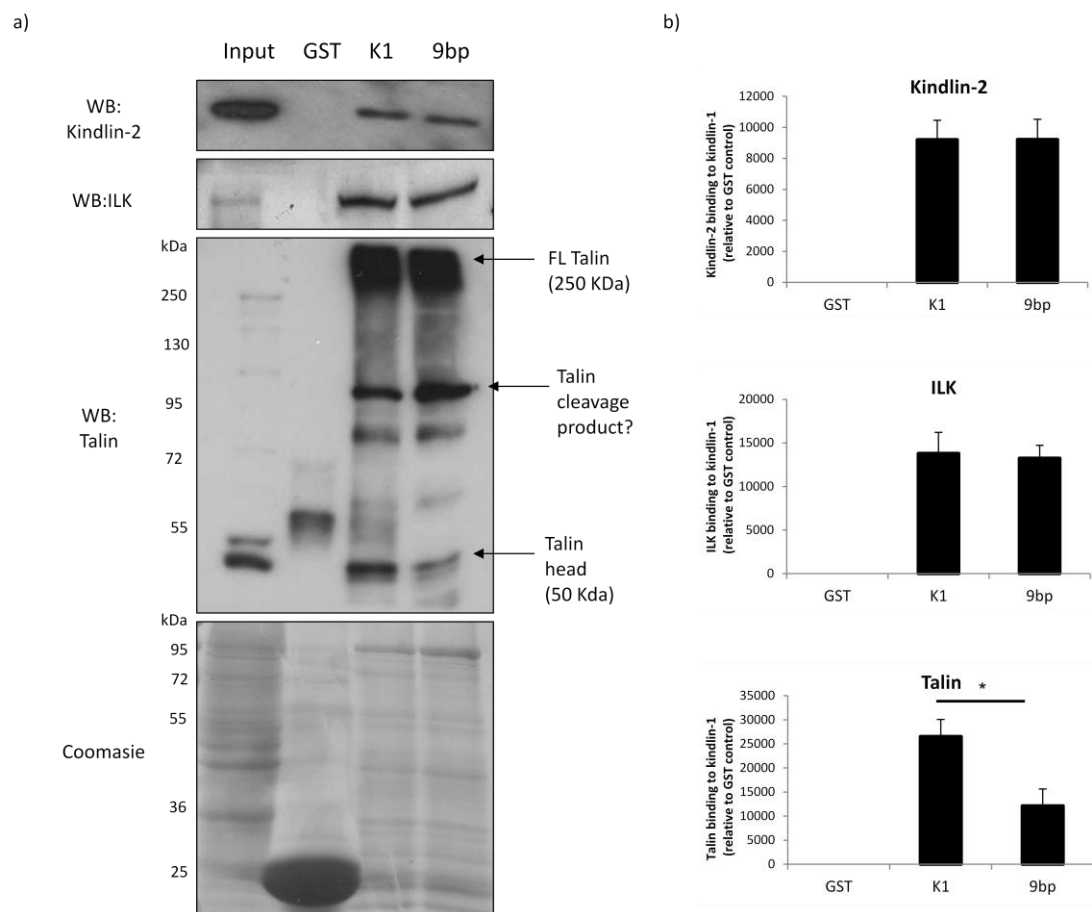 a)
Input GST K1 9bp
WB:
Kindlin-2
WB:ILK
kDa
250
130
95
72
55
WB:
Talin
FL Talin
(250 KDa)
Talin
cleavage
product?
Talin
head
(50 Kda)
kDa
95
72
55
36
25
Coomasie
b)
Kindlin-2
Kindlin-2 binding to kindlin-1
(relative to GST control)
12000
10000
8000
6000
4000
2000
0
GST K1 9bp
ILK
ILK binding to kindlin-1
(relative to GST control)
20000
15000
10000
5000
0
GST K1 9bp
Talin
*
Talin binding to kindlin-1
(relative to GST control)
35000
30000
25000
20000
15000
10000
5000
0
GST K1 9bp